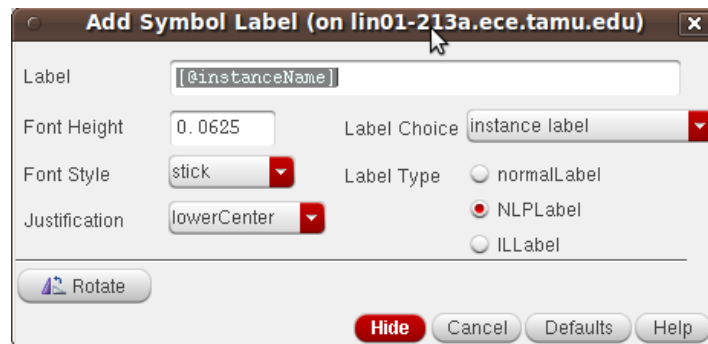 Add Symbol Label (on lin01-213a.ece.tamu.edu)
Label [@instanceName]
Font Height 0.0625 Label Choice instance label
Font Style stick Label Type normalLabel
Justification lowerCenter NLPLabel
ILLabel
Rotate
Hide Cancel Defaults Help